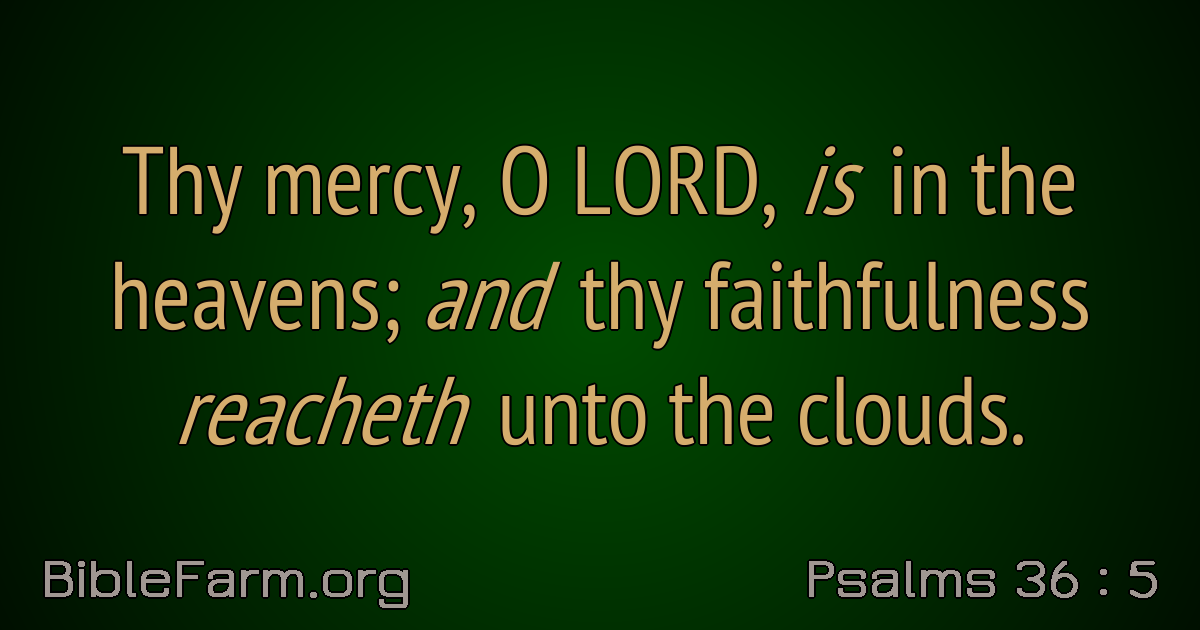 Thy mercy, O LORD, is in the
heavens; and thy faithfulness
reacheth unto the clouds.
BibleFarm.org
Psalms 36 : 5